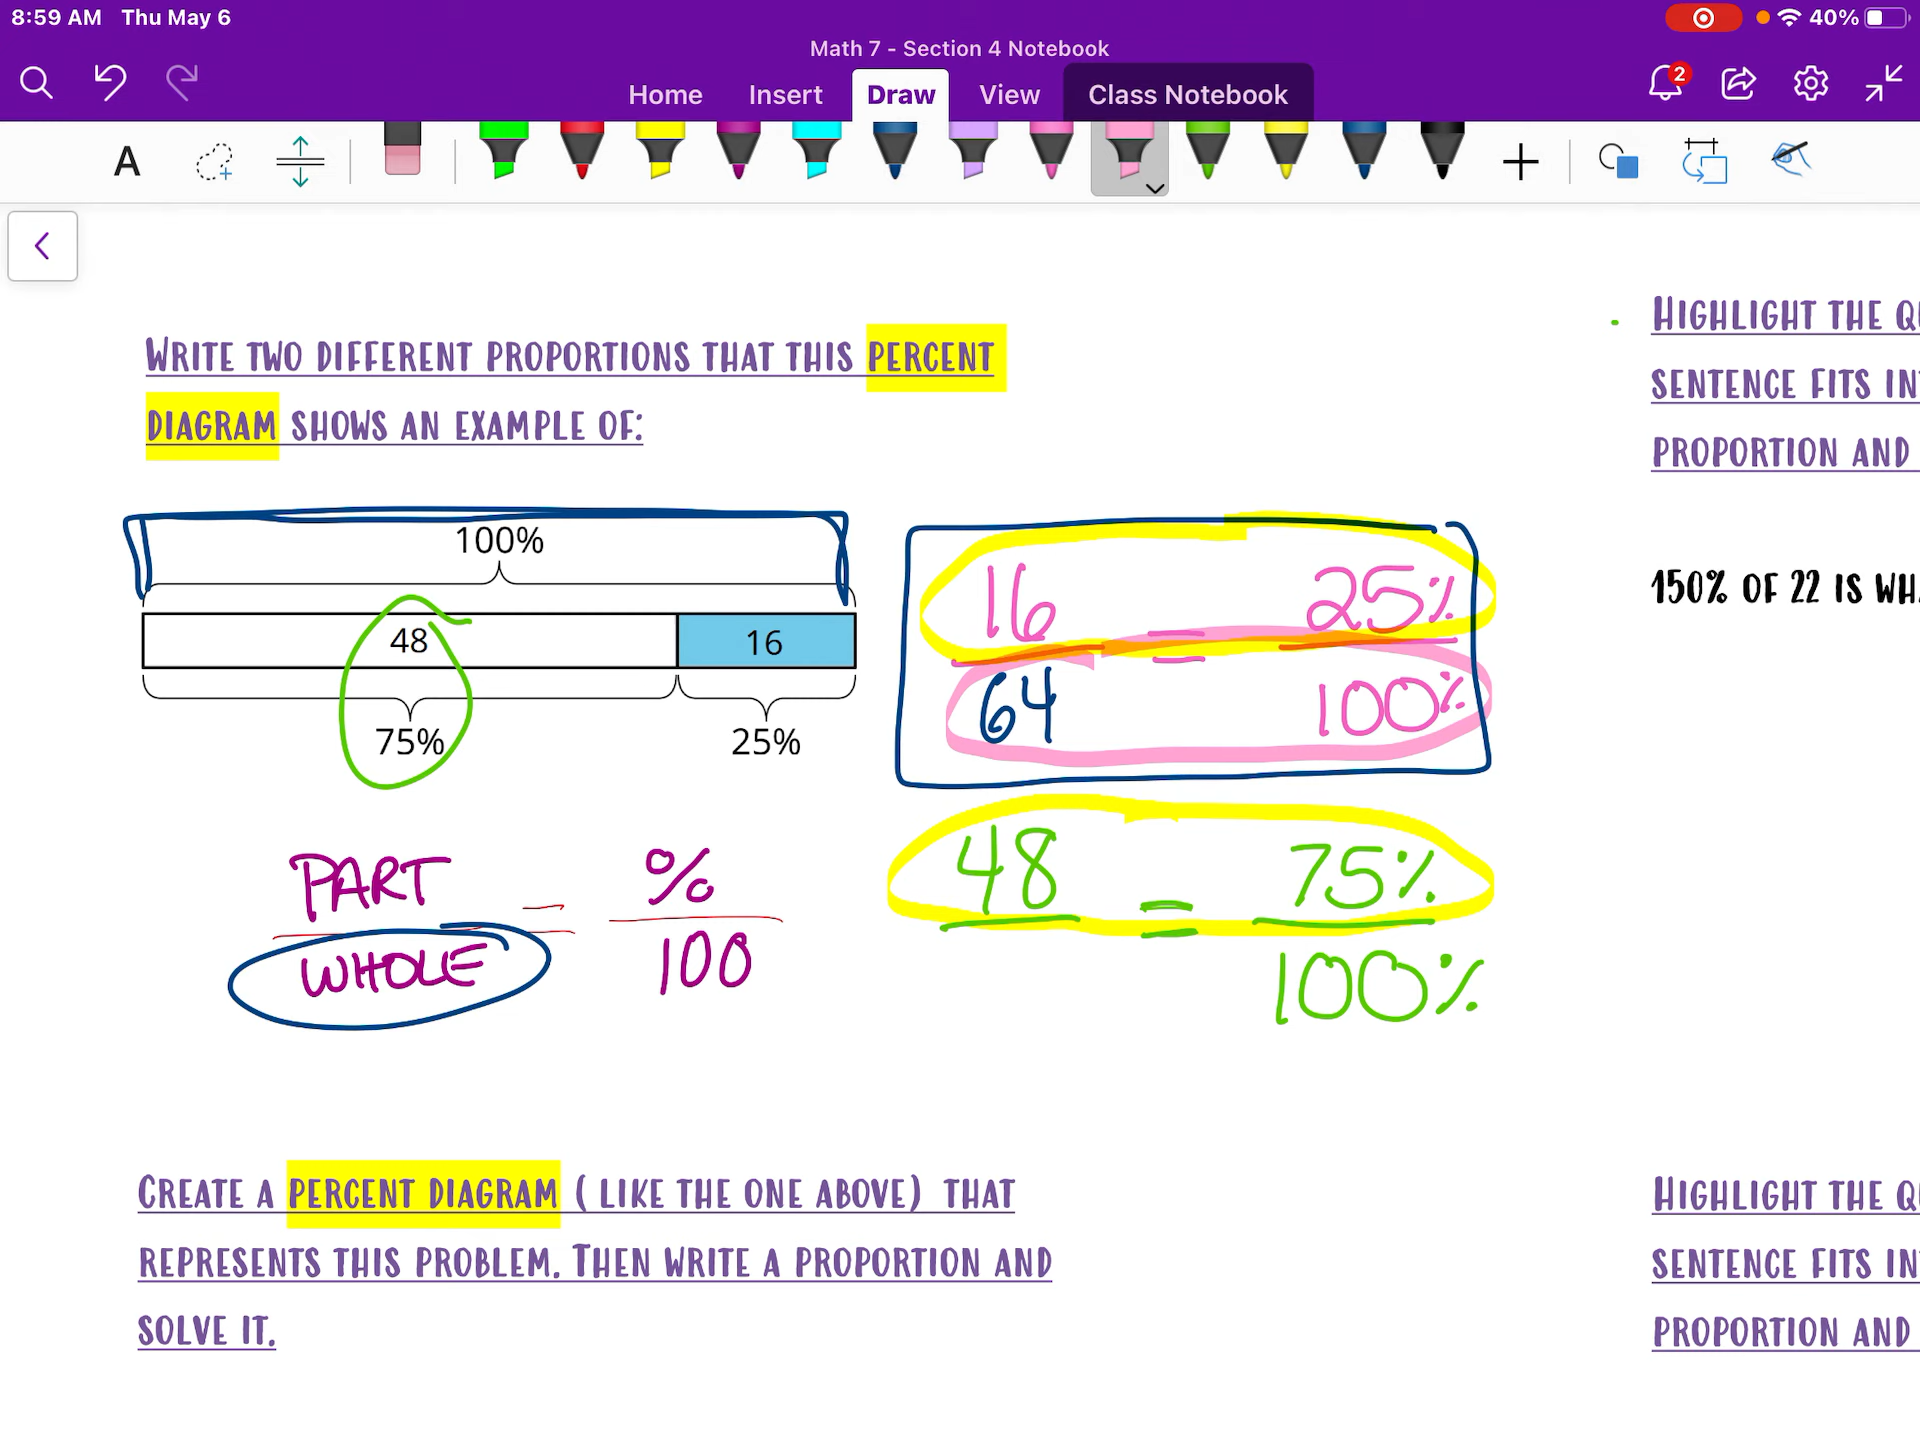 8:59 AM Thu May 6
40%
Math 7 - Section 4 Notebook
Home Insert Draw View Class Notebook
2
A
WRITE TWO DIFFERENT PROPORTIONS THAT THIS PERCENT
DIAGRAM SHOWS AN EXAMPLE OF:
100%
48 16
75% 25%
16 = 25%
64 100%
48 = 75%
100%
PART = %
WHOLE 100
CREATE A PERCENT DIAGRAM ( LIKE THE ONE ABOVE) THAT
REPRESENTS THIS PROBLEM. THEN WRITE A PROPORTION AND
SOLVE IT.
HIGHLIGHT THE
SENTENCE FITS
PROPORTION AND
150% OF 22 IS
HIGHLIGHT THE
SENTENCE FITS
PROPORTION AND